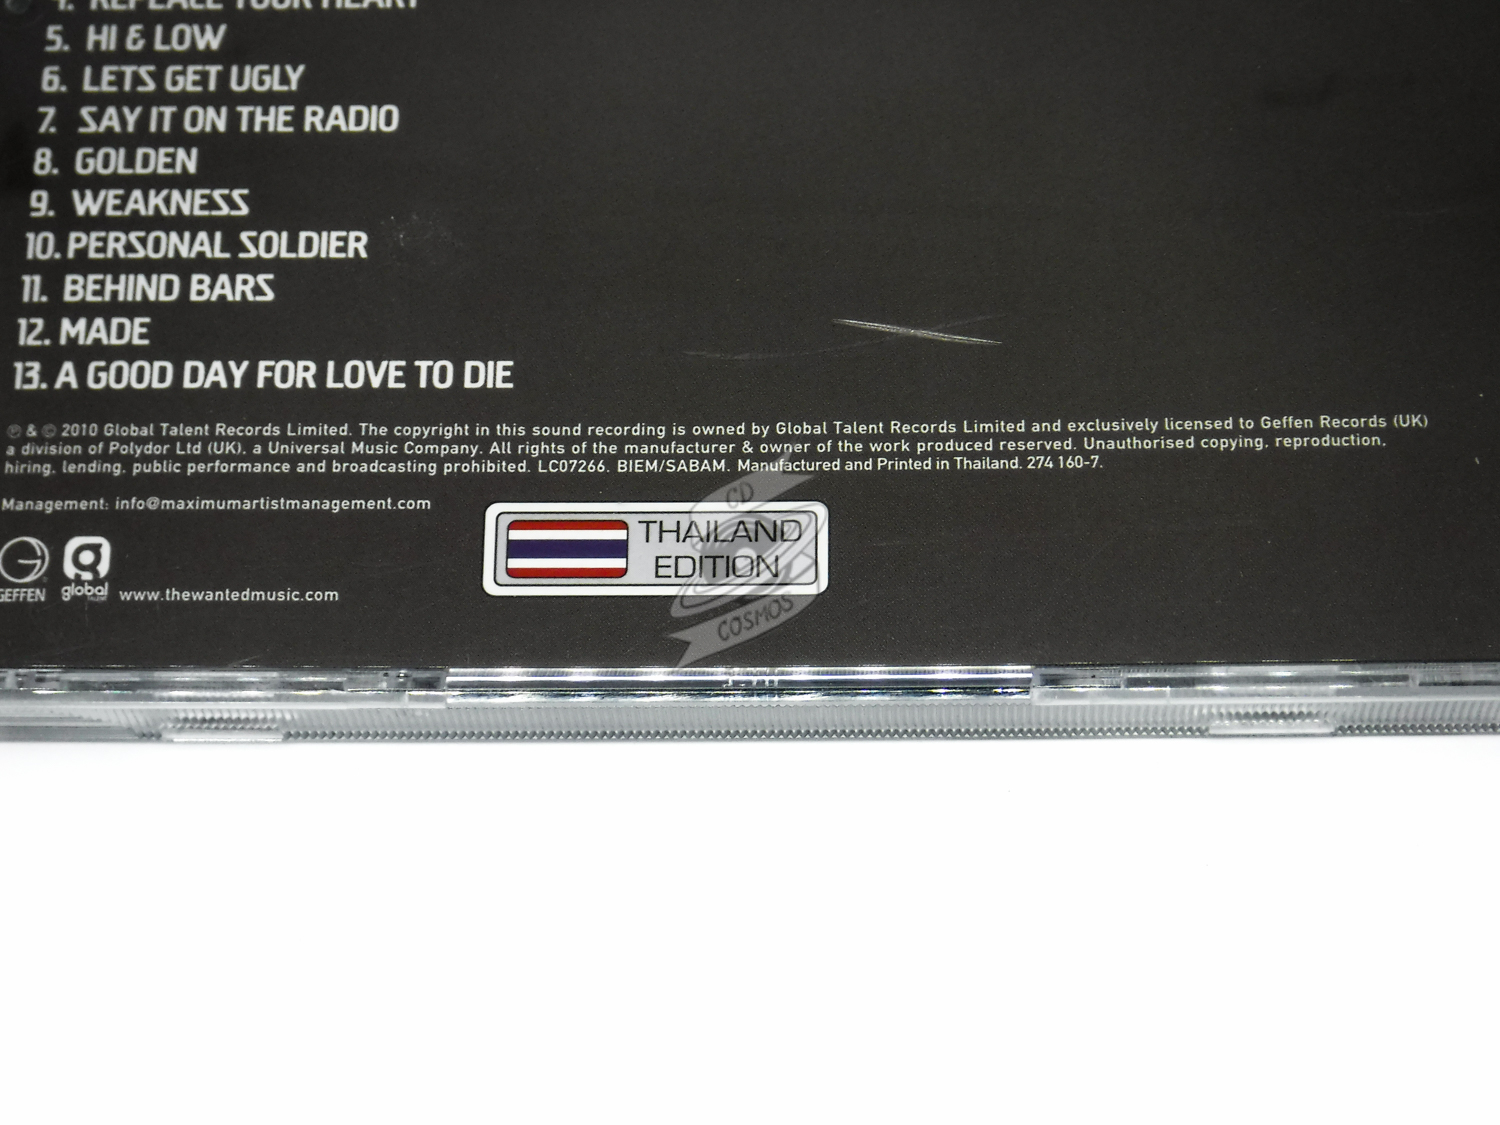 4. REPLACE YOUR HEART
5. HI & LOW
6. LETS GET UGLY
7. SAY IT ON THE RADIO
8. GOLDEN
9. WEAKNESS
10. PERSONAL SOLDIER
11. BEHIND BARS
12. MADE
13. A GOOD DAY FOR LOVE TO DIE
℗ & © 2010 Global Talent Records Limited. The copyright in this sound recording is owned by Global Talent Records Limited and exclusively licensed to Geffen Records (UK)
a division of Polydor Ltd (UK), a Universal Music Company. All rights of the manufacturer & owner of the work produced reserved. Unauthorised copying, reproduction,
hiring, lending, public performance and broadcasting prohibited. LC07266. BIEM/SABAM. Manufactured and Printed in Thailand. 274 160-7.
Management: info@maximumartistmanagement.com
GEFFEN
global
www.thewantedmusic.com
THAILAND
EDITION
CD
COSMOS